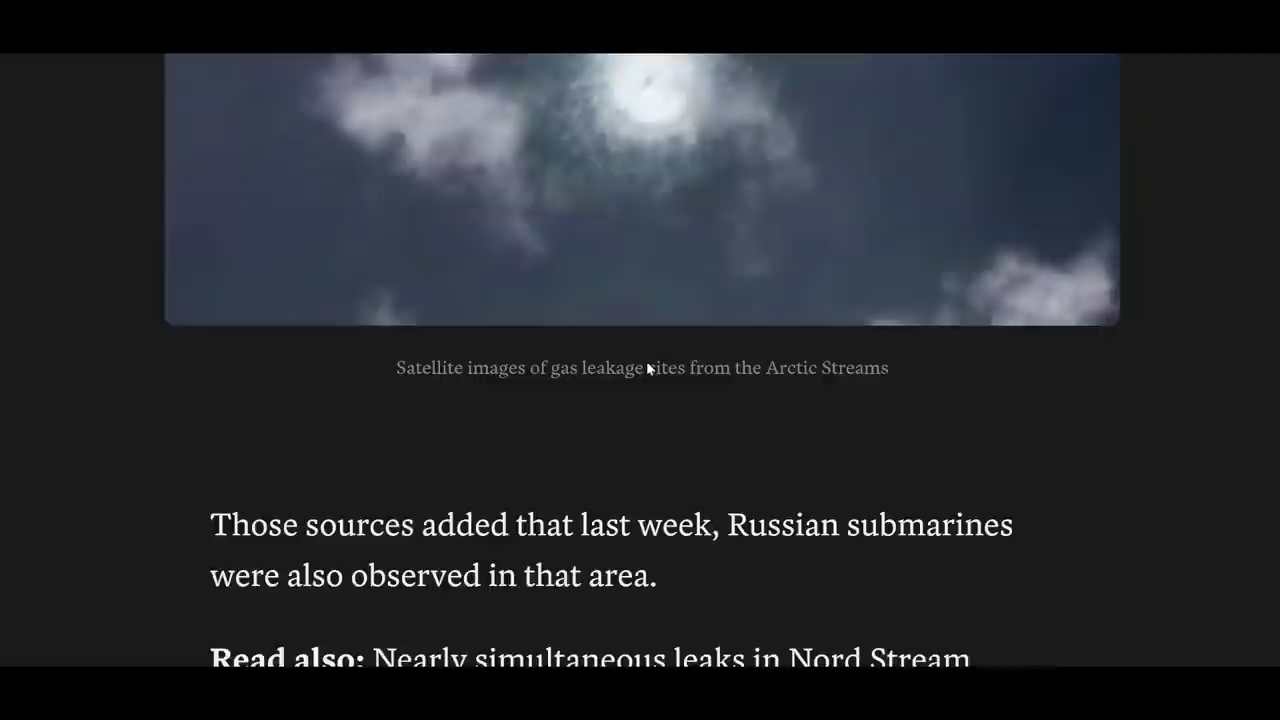 Satellite images of gas leakage sites from the Arctic Streams
Those sources added that last week, Russian submarines
were also observed in that area.
Read also: Nearly simultaneous leaks in Nord Stream